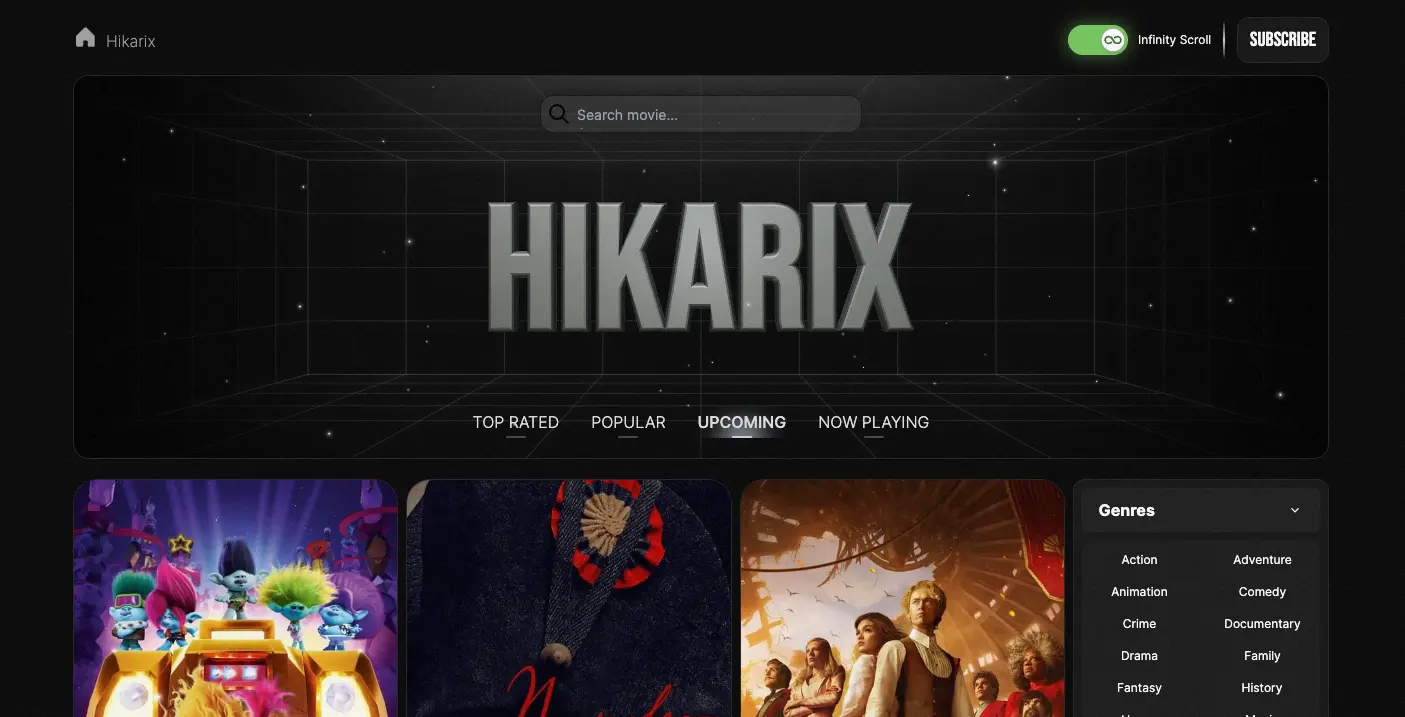 Hikarix
Infinity Scroll
SUBSCRIBE
Search movie...
HIKARIX
TOP RATED
POPULAR
UPCOMING
NOW PLAYING
Genres
Action
Adventure
Animation
Comedy
Crime
Documentary
Drama
Family
Fantasy
History